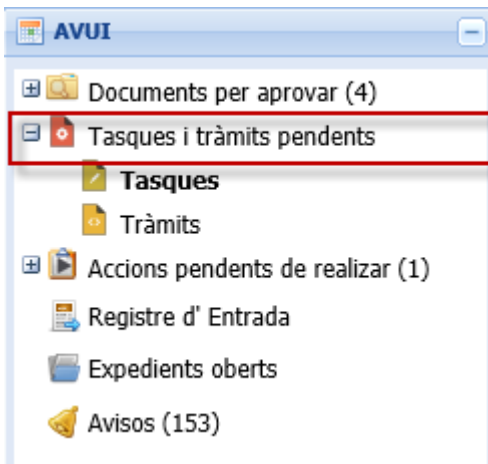 AVUI
Documents per aprovar (4)
Tasques i tràmits pendents
Tasques
Tràmits
Accions pendents de realizar (1)
Registre d' Entrada
Expedients oberts
Avisos (153)